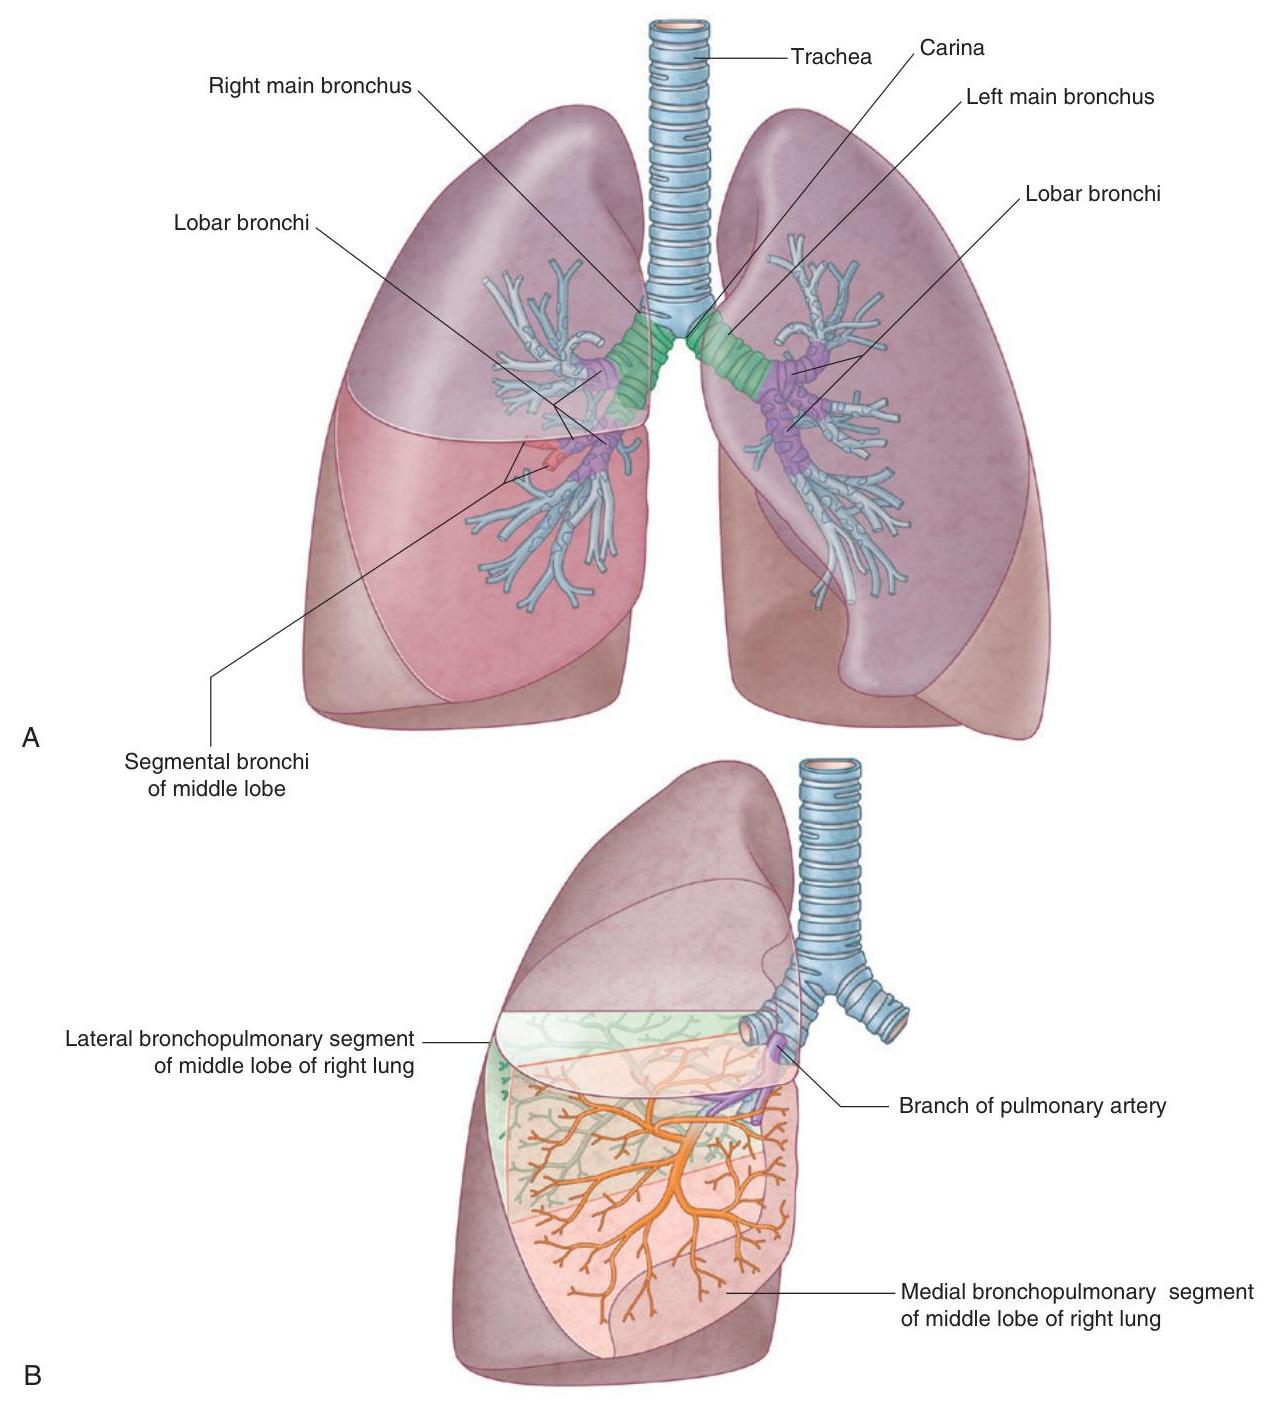 Trachea
Carina
Right main bronchus
Left main bronchus
Lobar bronchi
Lobar bronchi
A
Segmental bronchi
of middle lobe
Lateral bronchopulmonary segment
of middle lobe of right lung
Branch of pulmonary artery
Medial bronchopulmonary segment
of middle lobe of right lung
B